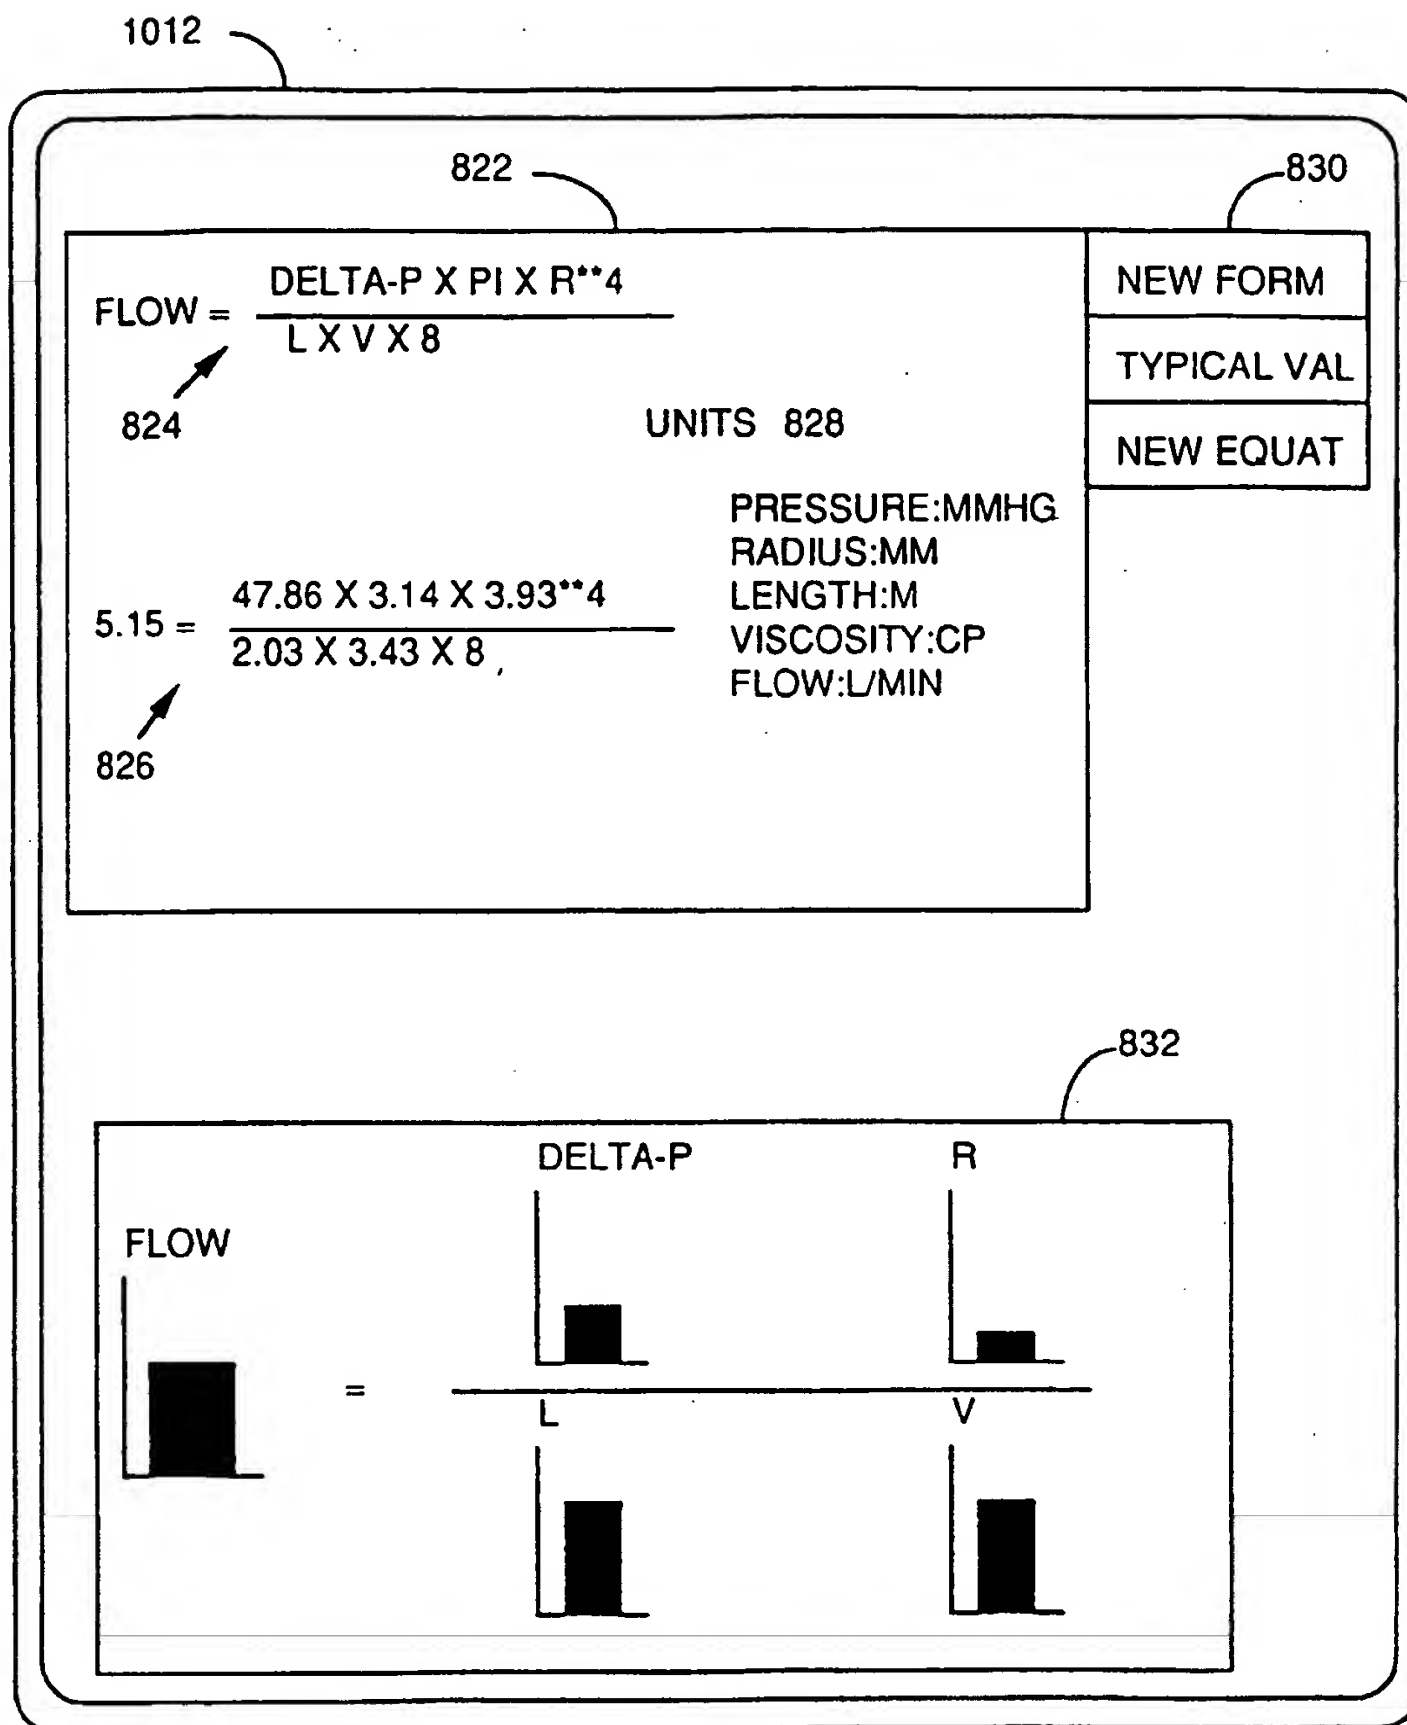 1012
822
830
FLOW =
DELTA-P X PI X R**4
L X V X 8
824
UNITS 828
NEW FORM
TYPICAL VAL
NEW EQUAT
PRESSURE:MMHG
RADIUS:MM
LENGTH:M
VISCOSITY:CP
FLOW:L/MIN
5.15 =
47.86 X 3.14 X 3.93**4
2.03 X 3.43 X 8
826
832
DELTA-P
R
FLOW
=
L
V